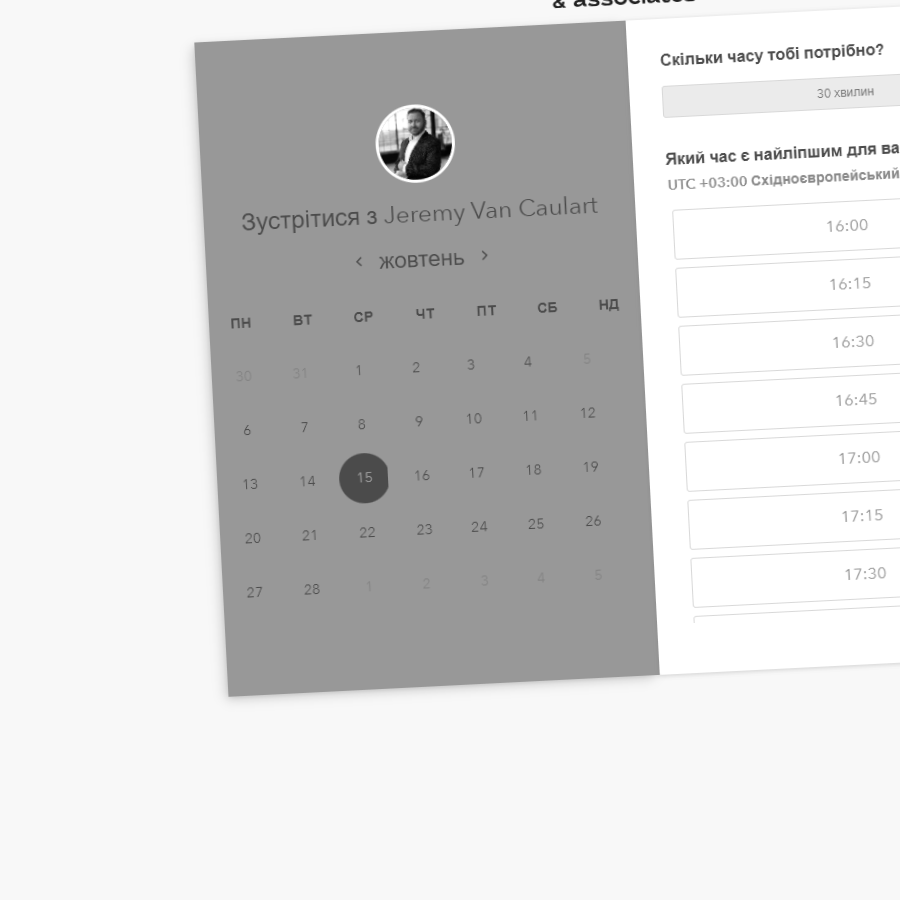 & associates
Зустрітися з Jeremy Van Caulart
жовтень
ПН ВТ СР ЧТ ПТ СБ НД
30 31 1 2 3 4 5
6 7 8 9 10 11 12
13 14 15 16 17 18 19
20 21 22 23 24 25 26
27 28 1 2 3 4 5
Скільки часу тобі потрібно?
30 хвилин
Який час є найліпшим для ва
UTC +03:00 Східноєвропейський
16:00
16:15
16:30
16:45
17:00
17:15
17:30